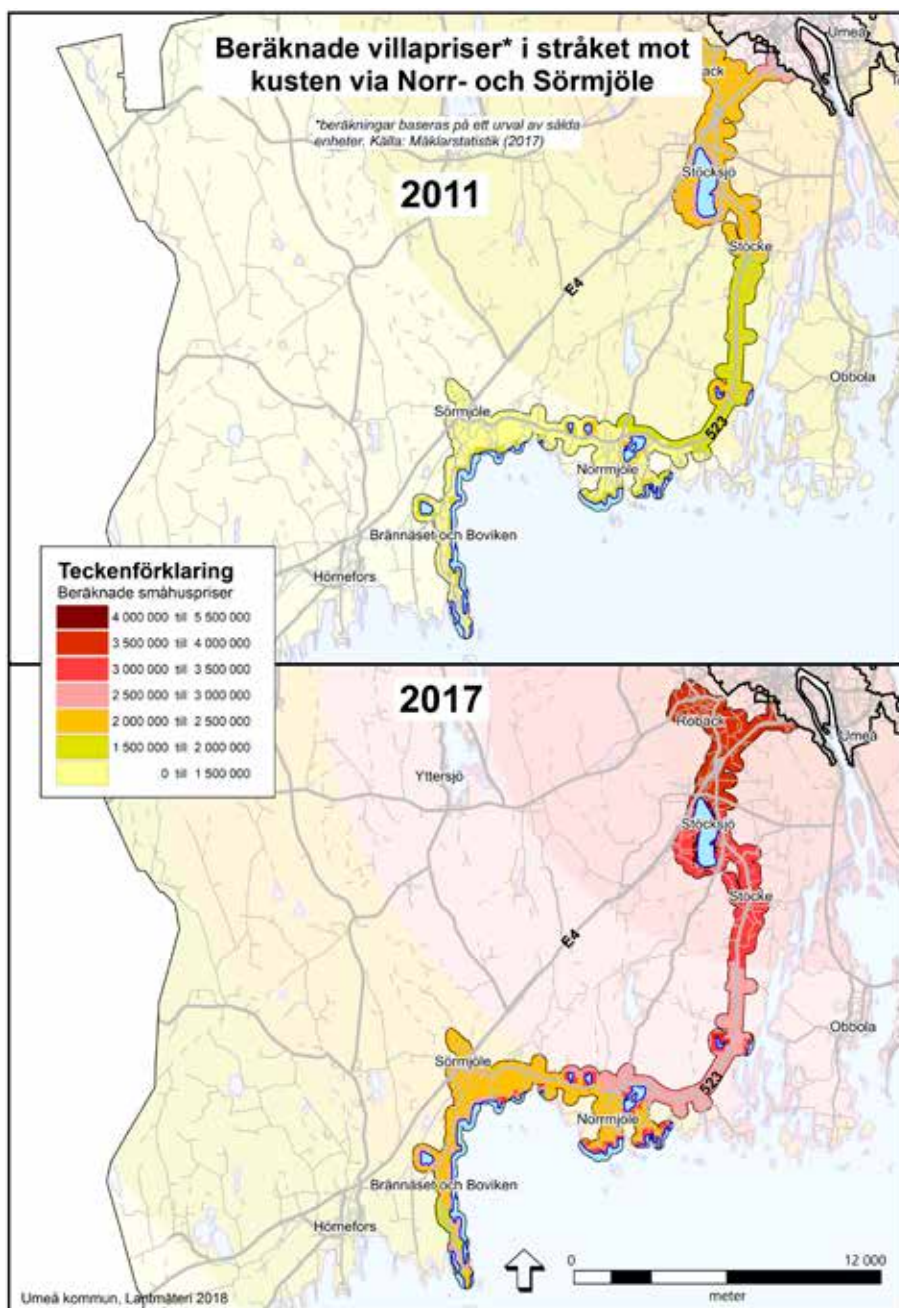 Beräknade villapriser* i stråket mot
kusten via Norr- och Sörmjöle
*beräkningar baseras på ett urval av sålda
enheter. Källa: Mäklarstatistik (2017)
2011
Umeå
Stöcksjö
Stöcke
E4
Obbola
Sörmjöle
523
Norrmjöle
Brännäset och Boviken
Hörnefors
Teckenförklaring
Beräknade småhuspriser
4 000 000 till 5 500 000
3 500 000 till 4 000 000
3 000 000 till 3 500 000
2 500 000 till 3 000 000
2 000 000 till 2 500 000
1 500 000 till 2 000 000
0 till 1 500 000
2017
Röbäck
Umeå
Yttersjö
Stöcksjö
Stöcke
E4
Obbola
Sörmjöle
523
Norrmjöle
Brännäset och Boviken
Hörnefors
0 12 000
meter
Umeå kommun, Lantmäteri 2018